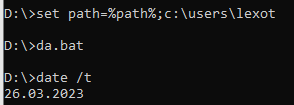 D:\>set path=%path%;c:\users\lexot
D:\>da.bat
D:\>date /t
26.03.2023